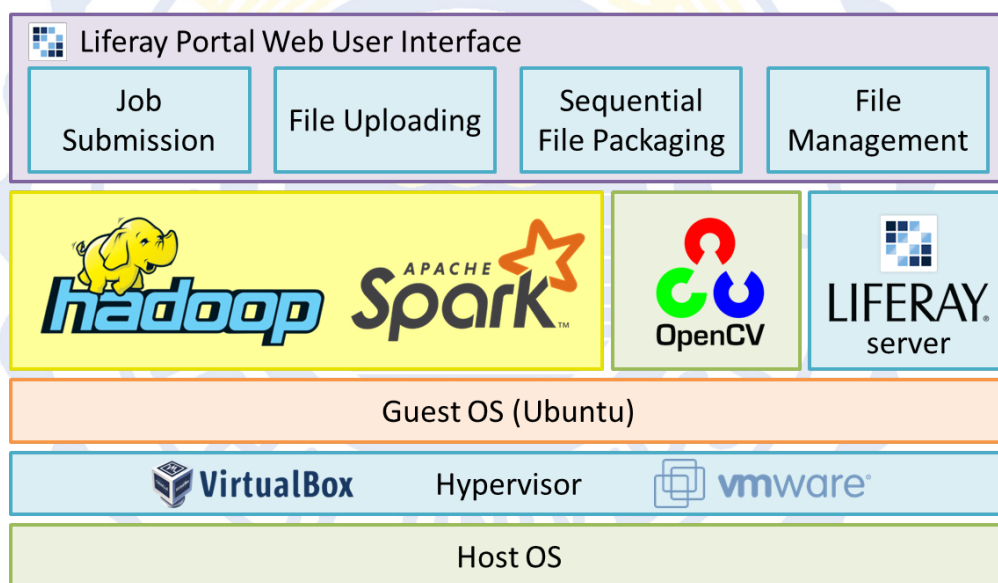 Liferay Portal Web User Interface
Job
Submission
File Uploading
Sequential
File Packaging
File
Management
hadoop
APACHE
Spark™
OpenCV
LIFERAY®
server
Guest OS (Ubuntu)
VirtualBox
Hypervisor
vmware®
Host OS